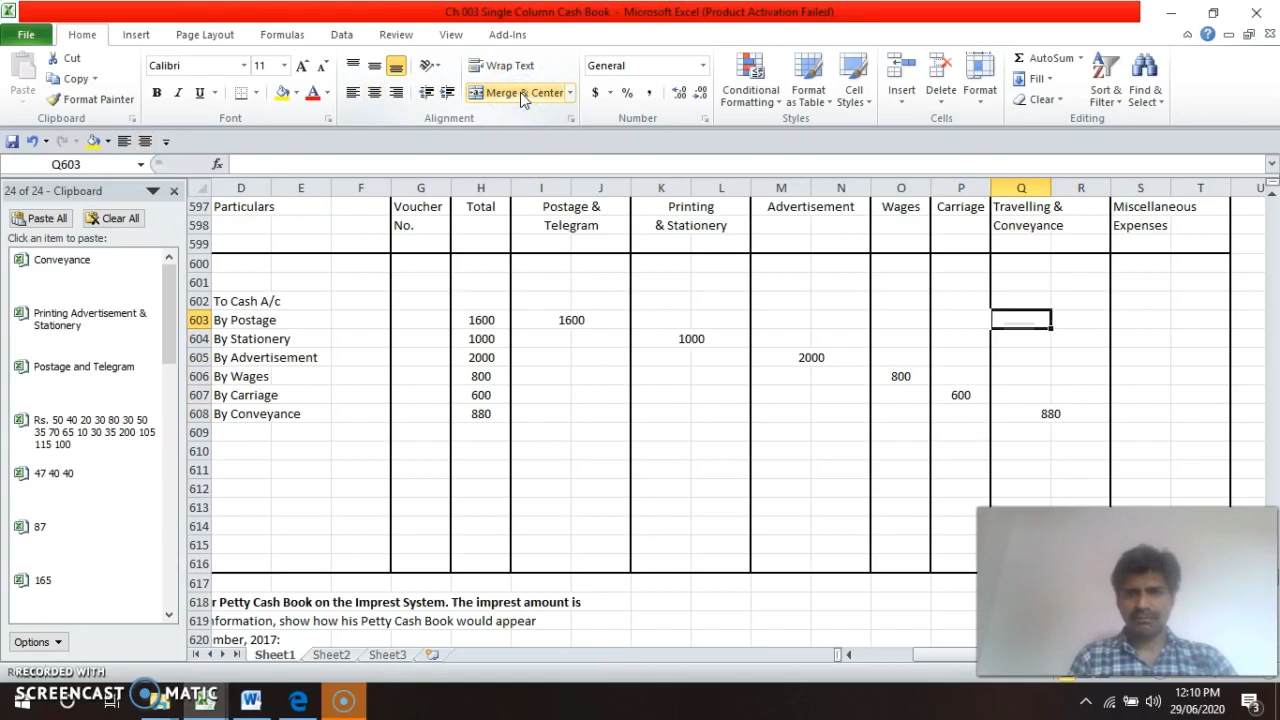 Ch 003 Single Column Cash Book - Microsoft Excel (Product Activation Failed)
File Home Insert Page Layout Formulas Data Review View Add-Ins
Paste Cut Calibri 11 Wrap Text General Conditional Formatting Format as Table Cell Styles Insert Delete Format AutoSum Sort & Filter Find & Select
Copy Fill
Format Painter B I U A Merge & Center $ % , Clear
Clipboard Font Alignment Number Styles Cells Editing
Q603 fx
24 of 24 - Clipboard
Paste All Clear All
Click an item to paste:
Conveyance
Printing Advertisement &
Stationery
Postage and Telegram
Rs. 50 40 20 30 80 30 50
35 70 65 10 30 35 200 105
115 100
47 40 40
87
165
Options
D E F G H I J K L M N O P Q R S T U
597 Particulars Voucher Total Postage & Printing Advertisement Wages Carriage Travelling & Miscellaneous
598 No. Telegram & Stationery Conveyance Expenses
599
600
601
602 To Cash A/c
603 By Postage 1600 1600
604 By Stationery 1000 1000
605 By Advertisement 2000 2000
606 By Wages 800 800
607 By Carriage 600 600
608 By Conveyance 880 880
609
610
611
612
613
614
615
616
617
618 r Petty Cash Book on the Imprest System. The imprest amount is
619 nformation, show how his Petty Cash Book would appear
620 mber, 2017:
Sheet1 Sheet2 Sheet3
RECORDED WITH
SCREENCAST MATIC
12:10 PM
29/06/2020
3